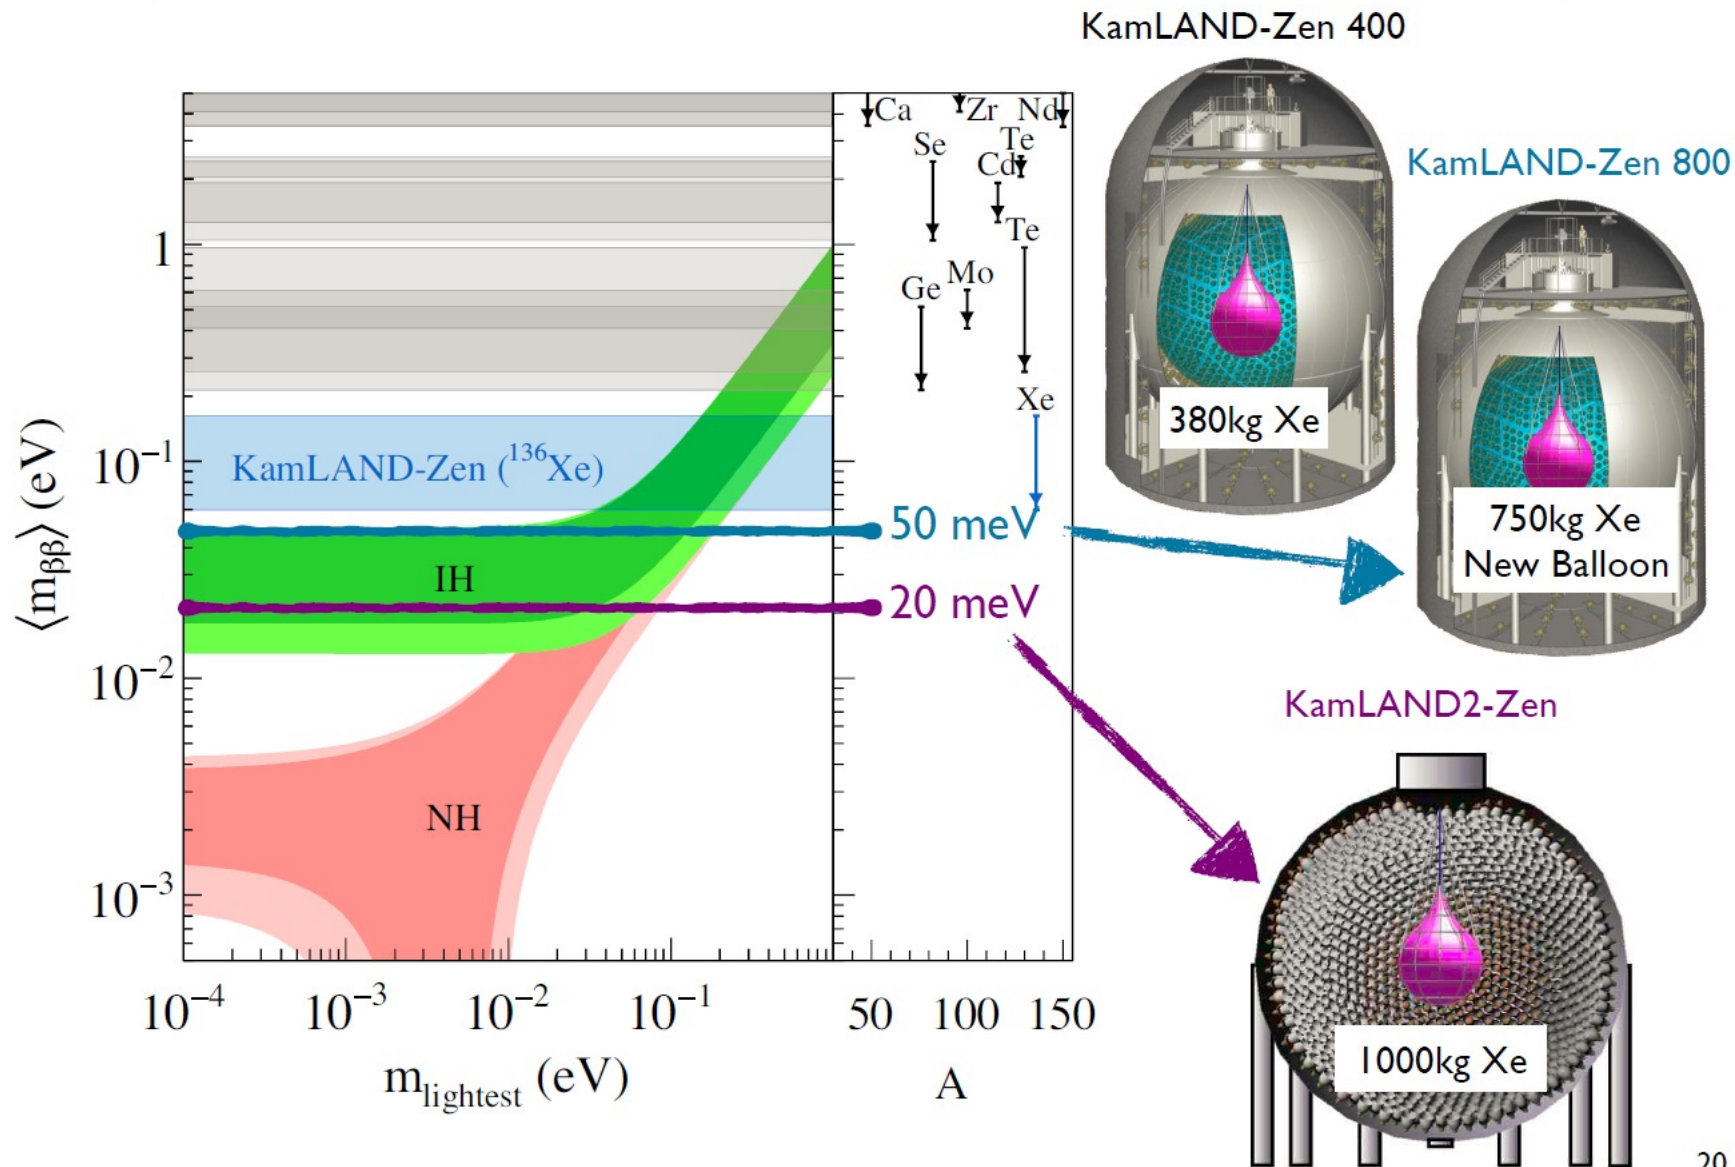 KamLAND-Zen 400
KamLAND-Zen 800
Ca
Zr
Nd
Se
Te
Cd
Te
Ge
Mo
Xe
1
10⁻¹
10⁻²
10⁻³
⟨m_ββ⟩ (eV)
KamLAND-Zen (¹³⁶Xe)
IH
NH
50 meV
20 meV
380kg Xe
750kg Xe
New Balloon
KamLAND2-Zen
1000kg Xe
10⁻⁴ 10⁻³ 10⁻² 10⁻¹ 50 100 150
m_lightest (eV)
A
20